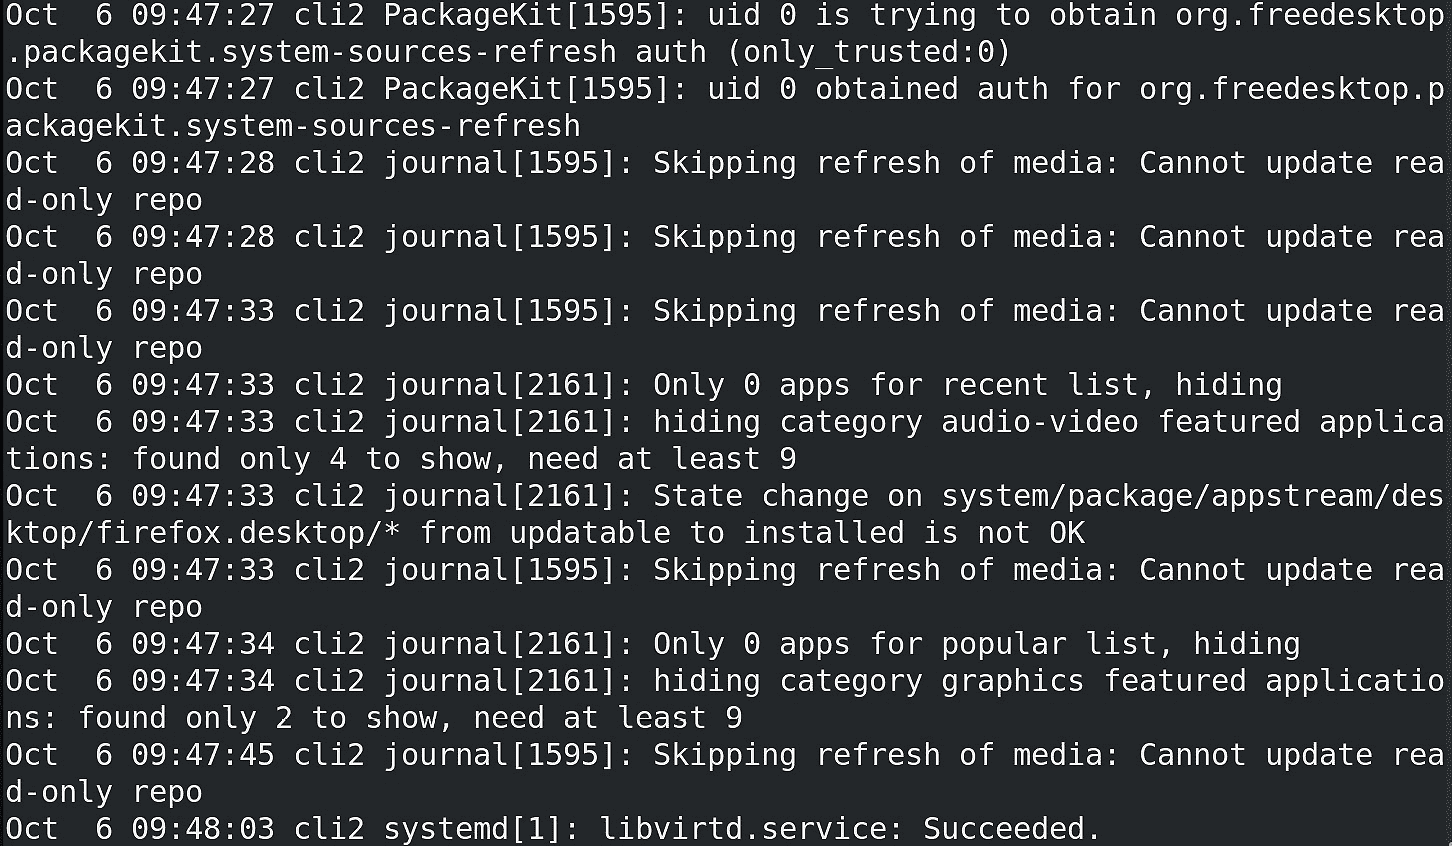 Oct  6 09:47:27 cli2 PackageKit[1595]: uid 0 is trying to obtain org.freedesktop
.packagekit.system-sources-refresh auth (only_trusted:0)
Oct  6 09:47:27 cli2 PackageKit[1595]: uid 0 obtained auth for org.freedesktop.p
ackagekit.system-sources-refresh
Oct  6 09:47:28 cli2 journal[1595]: Skipping refresh of media: Cannot update rea
d-only repo
Oct  6 09:47:28 cli2 journal[1595]: Skipping refresh of media: Cannot update rea
d-only repo
Oct  6 09:47:33 cli2 journal[1595]: Skipping refresh of media: Cannot update rea
d-only repo
Oct  6 09:47:33 cli2 journal[2161]: Only 0 apps for recent list, hiding
Oct  6 09:47:33 cli2 journal[2161]: hiding category audio-video featured applica
tions: found only 4 to show, need at least 9
Oct  6 09:47:33 cli2 journal[2161]: State change on system/package/appstream/des
ktop/firefox.desktop/* from updatable to installed is not OK
Oct  6 09:47:33 cli2 journal[1595]: Skipping refresh of media: Cannot update rea
d-only repo
Oct  6 09:47:34 cli2 journal[2161]: Only 0 apps for popular list, hiding
Oct  6 09:47:34 cli2 journal[2161]: hiding category graphics featured applicatio
ns: found only 2 to show, need at least 9
Oct  6 09:47:45 cli2 journal[1595]: Skipping refresh of media: Cannot update rea
d-only repo
Oct  6 09:48:03 cli2 systemd[1]: libvirtd.service: Succeeded.